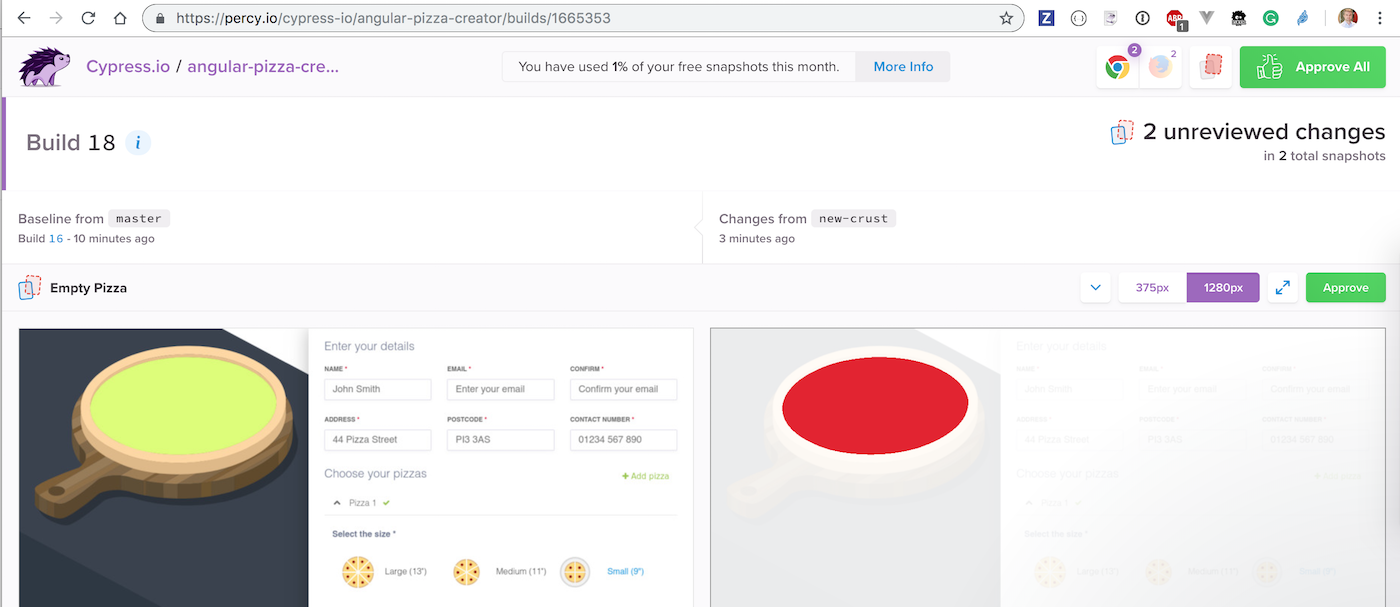 https://percy.io/cypress-io/angular-pizza-creator/builds/1665353
ABP
1
Cypress.io / angular-pizza-cre...
You have used 1% of your free snapshots this month.
More Info
2
2
Approve All
Build 18
i
2 unreviewed changes
in 2 total snapshots
Baseline from master
Build 16 - 10 minutes ago
Changes from new-crust
3 minutes ago
Empty Pizza
375px
1280px
Approve
Enter your details
NAME *
EMAIL *
CONFIRM *
John Smith
Enter your email
Confirm your email
ADDRESS *
POSTCODE *
CONTACT NUMBER *
44 Pizza Street
PI3 3AS
01234 567 890
Choose your pizzas
+ Add pizza
Pizza 1
Select the size *
Large (13")
Medium (11")
Small (9")
Enter your details
NAME *
EMAIL *
CONFIRM *
John Smith
Enter your email
Confirm your email
ADDRESS *
POSTCODE *
CONTACT NUMBER *
44 Pizza Street
PI3 3AS
01234 567 890
Choose your pizzas
Select the size *
Large (13")
Medium (11")
Small (9")